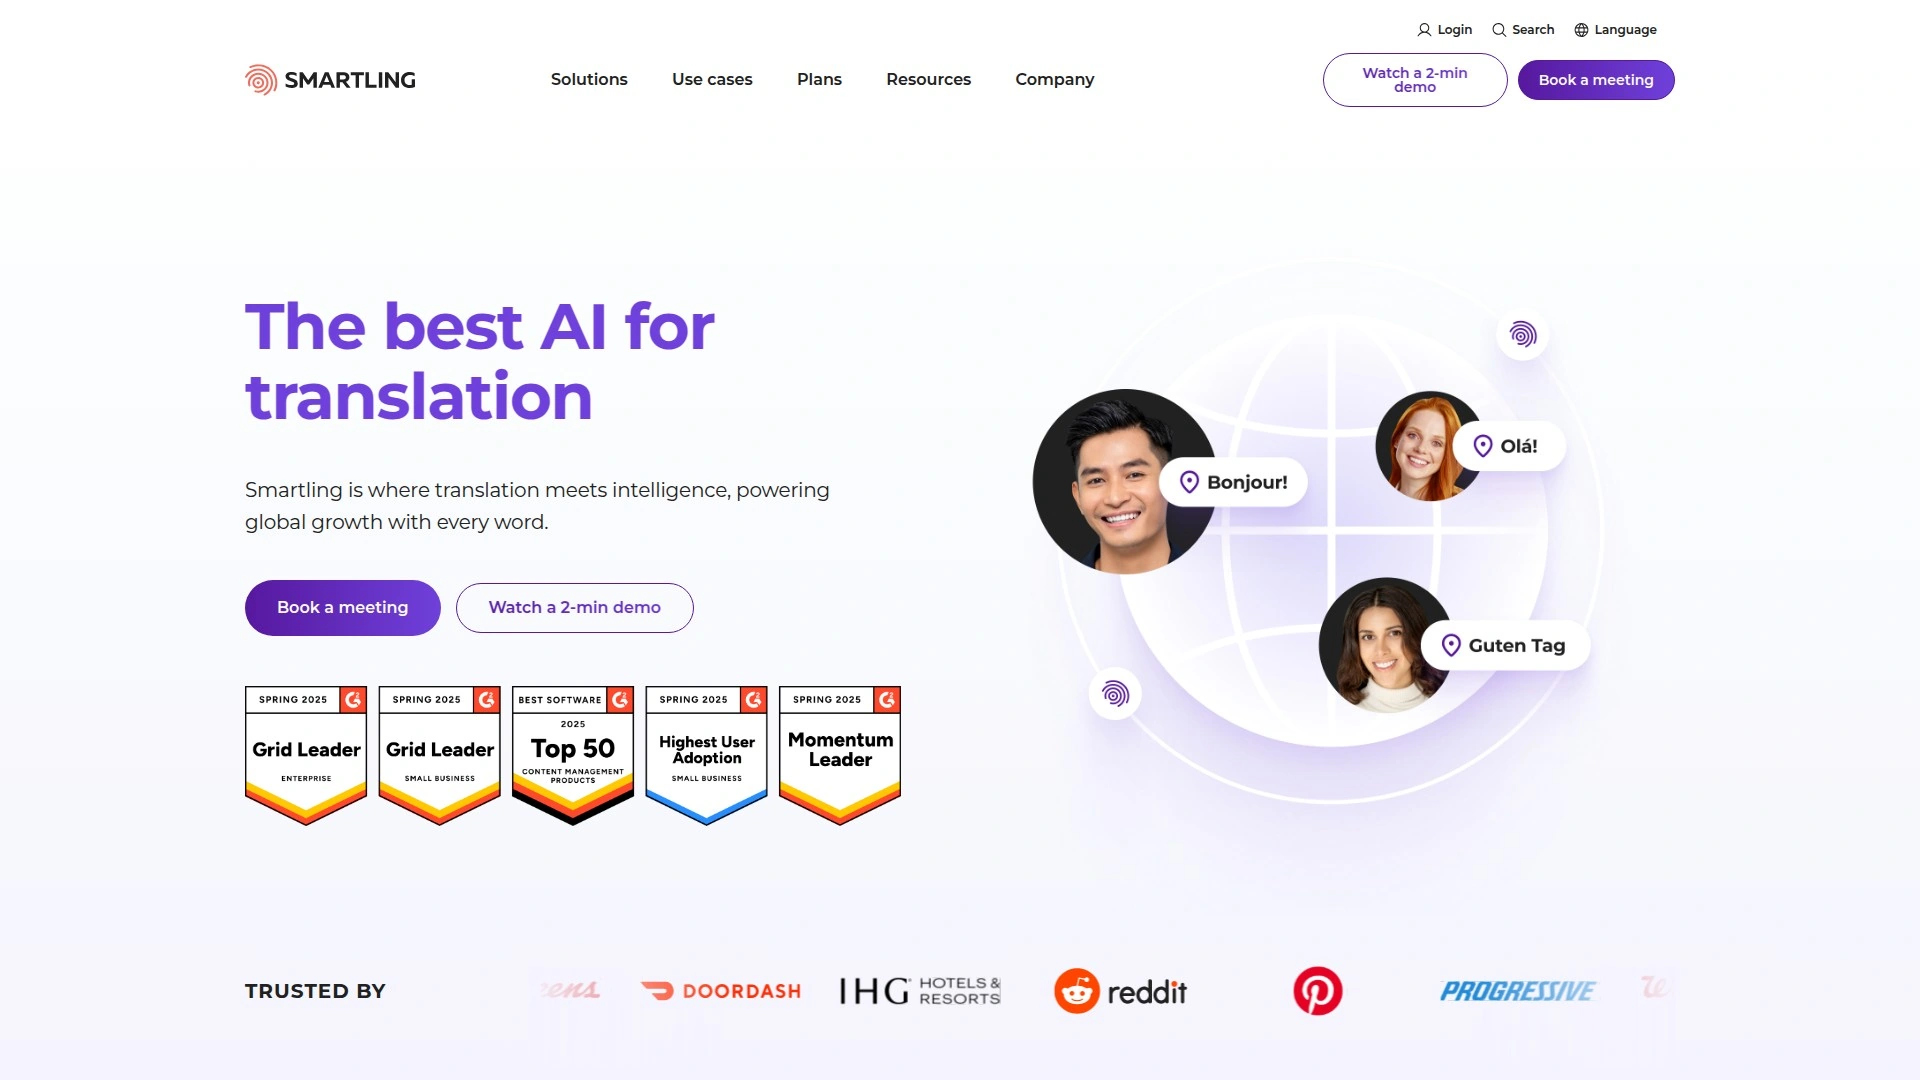 Login
Search
Language
SMARTLING
Solutions
Use cases
Plans
Resources
Company
Watch a 2-min
demo
Book a meeting
The best AI for
translation
Smartling is where translation meets intelligence, powering
global growth with every word.
Book a meeting
Watch a 2-min demo
Bonjour!
Olá!
Guten Tag
SPRING 2025
Grid Leader
ENTERPRISE
SPRING 2025
Grid Leader
SMALL BUSINESS
BEST SOFTWARE
2025
Top 50
CONTENT MANAGEMENT
PRODUCTS
SPRING 2025
Highest User
Adoption
SMALL BUSINESS
SPRING 2025
Momentum
Leader
TRUSTED BY
DOORDASH
IHG HOTELS &
RESORTS
reddit
PROGRESSIVE